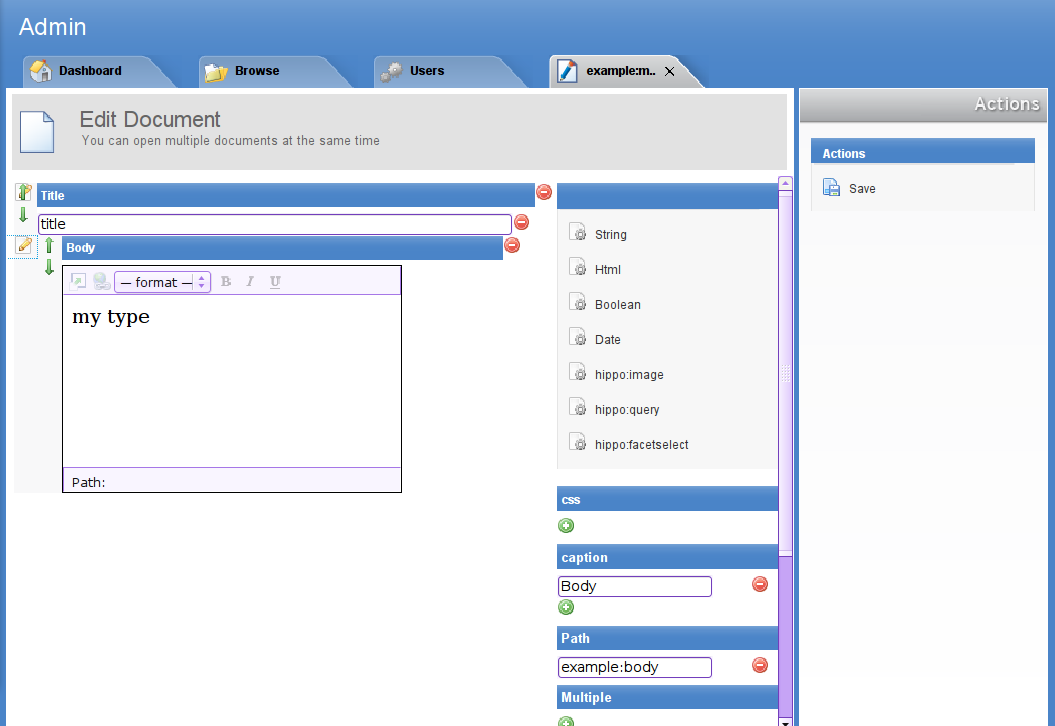 Admin
Dashboard
Browse
Users
example:m..
Edit Document
You can open multiple documents at the same time
Actions
Actions
Save
Title
title
Body
— format —
B I U
my type
Path:
String
Html
Boolean
Date
hippo:image
hippo:query
hippo:facetselect
css
caption
Body
Path
example:body
Multiple